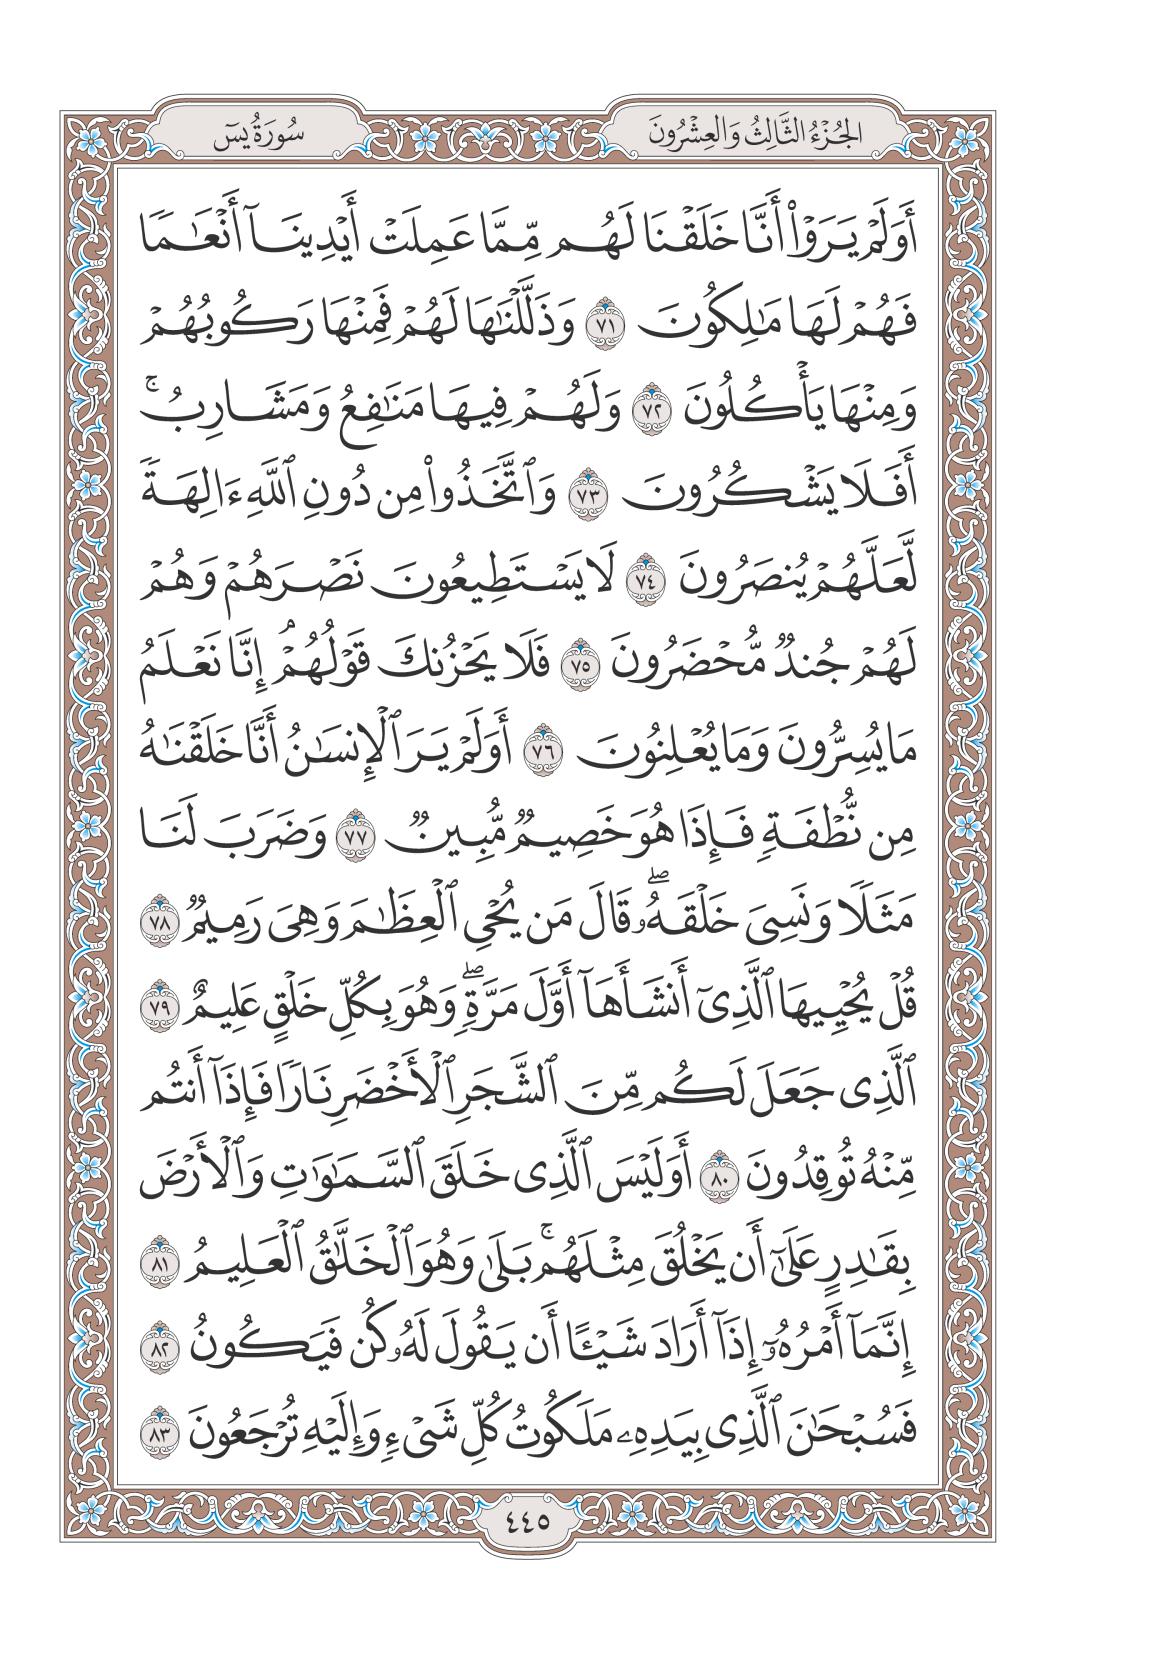 الجُزْءُ الثَّالِثُ وَالعِشْرُونَ
سُورَةُ يسٓ
أَوَلَمْ يَرَوْا۟ أَنَّا خَلَقْنَا لَهُم مِّمَّا عَمِلَتْ أَيْدِينَآ أَنْعَٰمًا
فَهُمْ لَهَا مَٰلِكُونَ ٧١ وَذَلَّلْنَٰهَا لَهُمْ فَمِنْهَا رَكُوبُهُمْ
وَمِنْهَا يَأْكُلُونَ ٧٢ وَلَهُمْ فِيهَا مَنَٰفِعُ وَمَشَارِبُ ۚ
أَفَلَا يَشْكُرُونَ ٧٣ وَٱتَّخَذُوا۟ مِن دُونِ ٱللَّهِ ءَالِهَةً
لَّعَلَّهُمْ يُنصَرُونَ ٧٤ لَا يَسْتَطِيعُونَ نَصْرَهُمْ وَهُمْ
لَهُمْ جُندٌ مُّحْضَرُونَ ٧٥ فَلَا يَحْزُنكَ قَوْلُهُمْ ۘ إِنَّا نَعْلَمُ
مَا يُسِرُّونَ وَمَا يُعْلِنُونَ ٧٦ أَوَلَمْ يَرَ ٱلْإِنسَٰنُ أَنَّا خَلَقْنَٰهُ
مِن نُّطْفَةٍ فَإِذَا هُوَ خَصِيمٌ مُّبِينٌ ٧٧ وَضَرَبَ لَنَا
مَثَلًا وَنَسِىَ خَلْقَهُۥ ۖ قَالَ مَن يُحْىِ ٱلْعِظَٰمَ وَهِىَ رَمِيمٌ ٧٨
قُلْ يُحْيِيهَا ٱلَّذِىٓ أَنشَأَهَآ أَوَّلَ مَرَّةٍ ۖ وَهُوَ بِكُلِّ خَلْقٍ عَلِيمٌ ٧٩
ٱلَّذِى جَعَلَ لَكُم مِّنَ ٱلشَّجَرِ ٱلْأَخْضَرِ نَارًا فَإِذَآ أَنتُم
مِّنْهُ تُوقِدُونَ ٨٠ أَوَلَيْسَ ٱلَّذِى خَلَقَ ٱلسَّمَٰوَٰتِ وَٱلْأَرْضَ
بِقَٰدِرٍ عَلَىٰٓ أَن يَخْلُقَ مِثْلَهُم ۚ بَلَىٰ وَهُوَ ٱلْخَلَّٰقُ ٱلْعَلِيمُ ٨١
إِنَّمَآ أَمْرُهُۥٓ إِذَآ أَرَادَ شَيْـًٔا أَن يَقُولَ لَهُۥ كُن فَيَكُونُ ٨٢
فَسُبْحَٰنَ ٱلَّذِى بِيَدِهِۦ مَلَكُوتُ كُلِّ شَىْءٍ وَإِلَيْهِ تُرْجَعُونَ ٨٣
٤٤٥